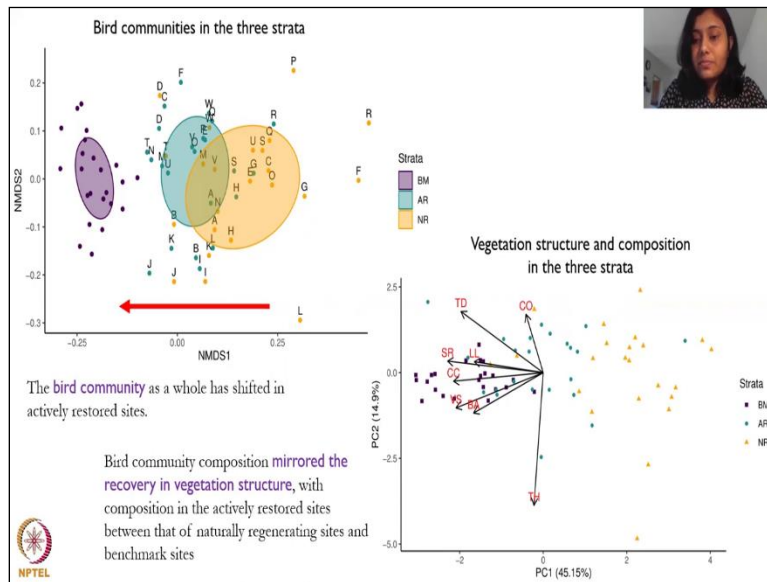 Bird communities in the three strata
NMDS2
0.2
0.1
0.0
-0.1
-0.2
-0.3
-0.25
0.00
0.25
NMDS1
P
F
D
C
R
R
U
D
W
Q
T
N
M
T
U
V
O
E
M
V
U
S
Q
S
G
E
C
O
H
F
G
A
N
A
B
H
K
B
L
K
I
J
J
I
L
Strata
BM
AR
NR
The bird community as a whole has shifted in
actively restored sites.
Bird community composition mirrored the
recovery in vegetation structure, with
composition in the actively restored sites
between that of naturally regenerating sites and
benchmark sites
NPTEL
Vegetation structure and composition
in the three strata
PC2 (14.9%)
2.5
0.0
-2.5
-5.0
TD
CO
SR
LL
CC
VS
BA
TH
-2
0
2
4
PC1 (45.15%)
Strata
BM
AR
NR